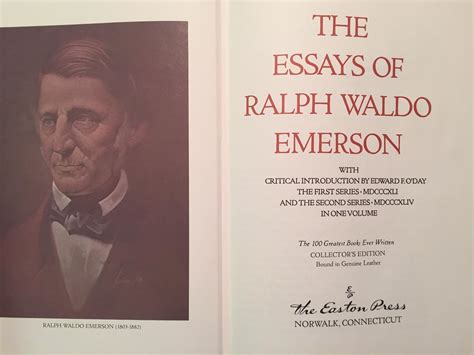 RALPH WALDO EMERSON (1803-1882)
THE
ESSAYS OF
RALPH WALDO
EMERSON
WITH
CRITICAL INTRODUCTION BY EDWARD F. O'DAY
THE FIRST SERIES · MDCCCXLI
AND THE SECOND SERIES · MDCCCXLIV
IN ONE VOLUME
The 100 Greatest Books Ever Written
COLLECTOR'S EDITION
Bound in Genuine Leather
E/P
The Easton Press
NORWALK, CONNECTICUT